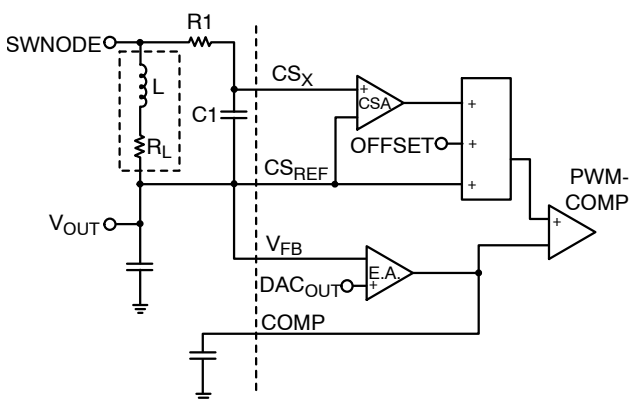 R1
SWNODE
L
CSX
+
CSA
+
C1
RL
OFFSET
+
CSREF
+
PWM-
COMP
+
VOUT
VFB
E.A.
DACOUT
+
COMP